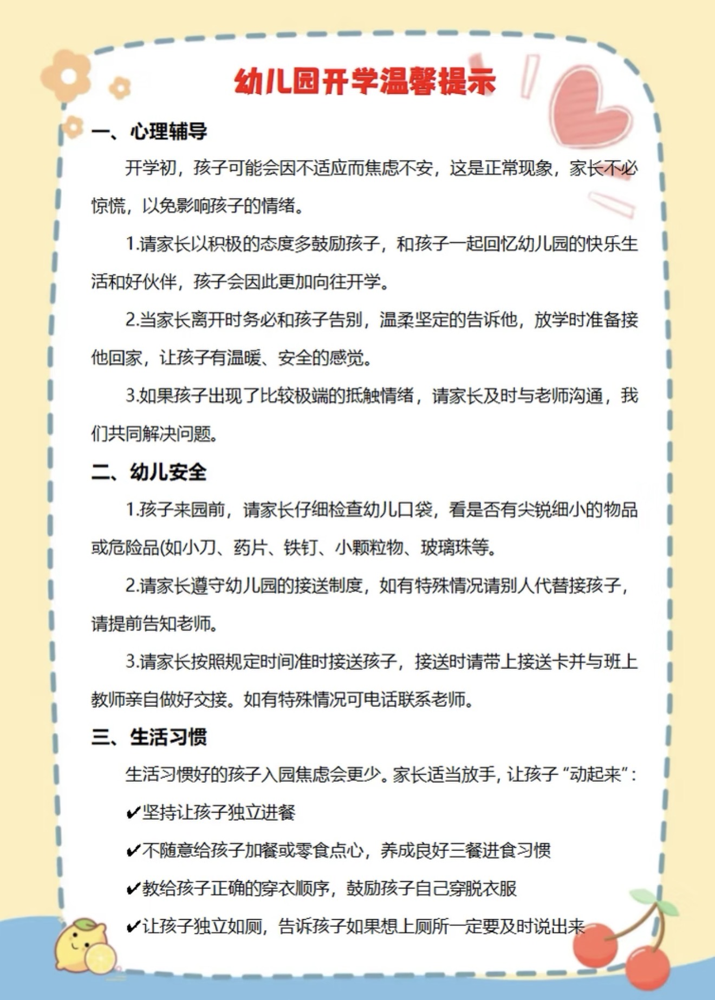 幼儿园开学温馨提示
一、心理辅导
开学初，孩子可能会因不适应而焦虑不安，这是正常现象，家长不必
惊慌，以免影响孩子的情绪。
1.请家长以积极的态度多鼓励孩子，和孩子一起回忆幼儿园的快乐生
活和好伙伴，孩子会因此更加向往开学。
2.当家长离开时务必和孩子告别，温柔坚定的告诉他，放学时准备接
他回家，让孩子有温暖、安全的感觉。
3.如果孩子出现了比较极端的抵触情绪，请家长及时与老师沟通，我
们共同解决问题。
二、幼儿安全
1.孩子来园前，请家长仔细检查幼儿口袋，看是否有尖锐细小的物品
或危险品(如小刀、药片、铁钉、小颗粒物、玻璃珠等。
2.请家长遵守幼儿园的接送制度，如有特殊情况请别人代替接孩子，
请提前告知老师。
3.请家长按照规定时间准时接送孩子，接送时请带上接送卡并与班上
教师亲自做好交接。如有特殊情况可电话联系老师。
三、生活习惯
生活习惯好的孩子入园焦虑会更少。家长适当放手，让孩子“动起来”：
✔坚持让孩子独立进餐
✔不随意给孩子加餐或零食点心，养成良好三餐进食习惯
✔教给孩子正确的穿衣顺序，鼓励孩子自己穿脱衣服
✔让孩子独立如厕，告诉孩子如果想上厕所一定要及时说出来